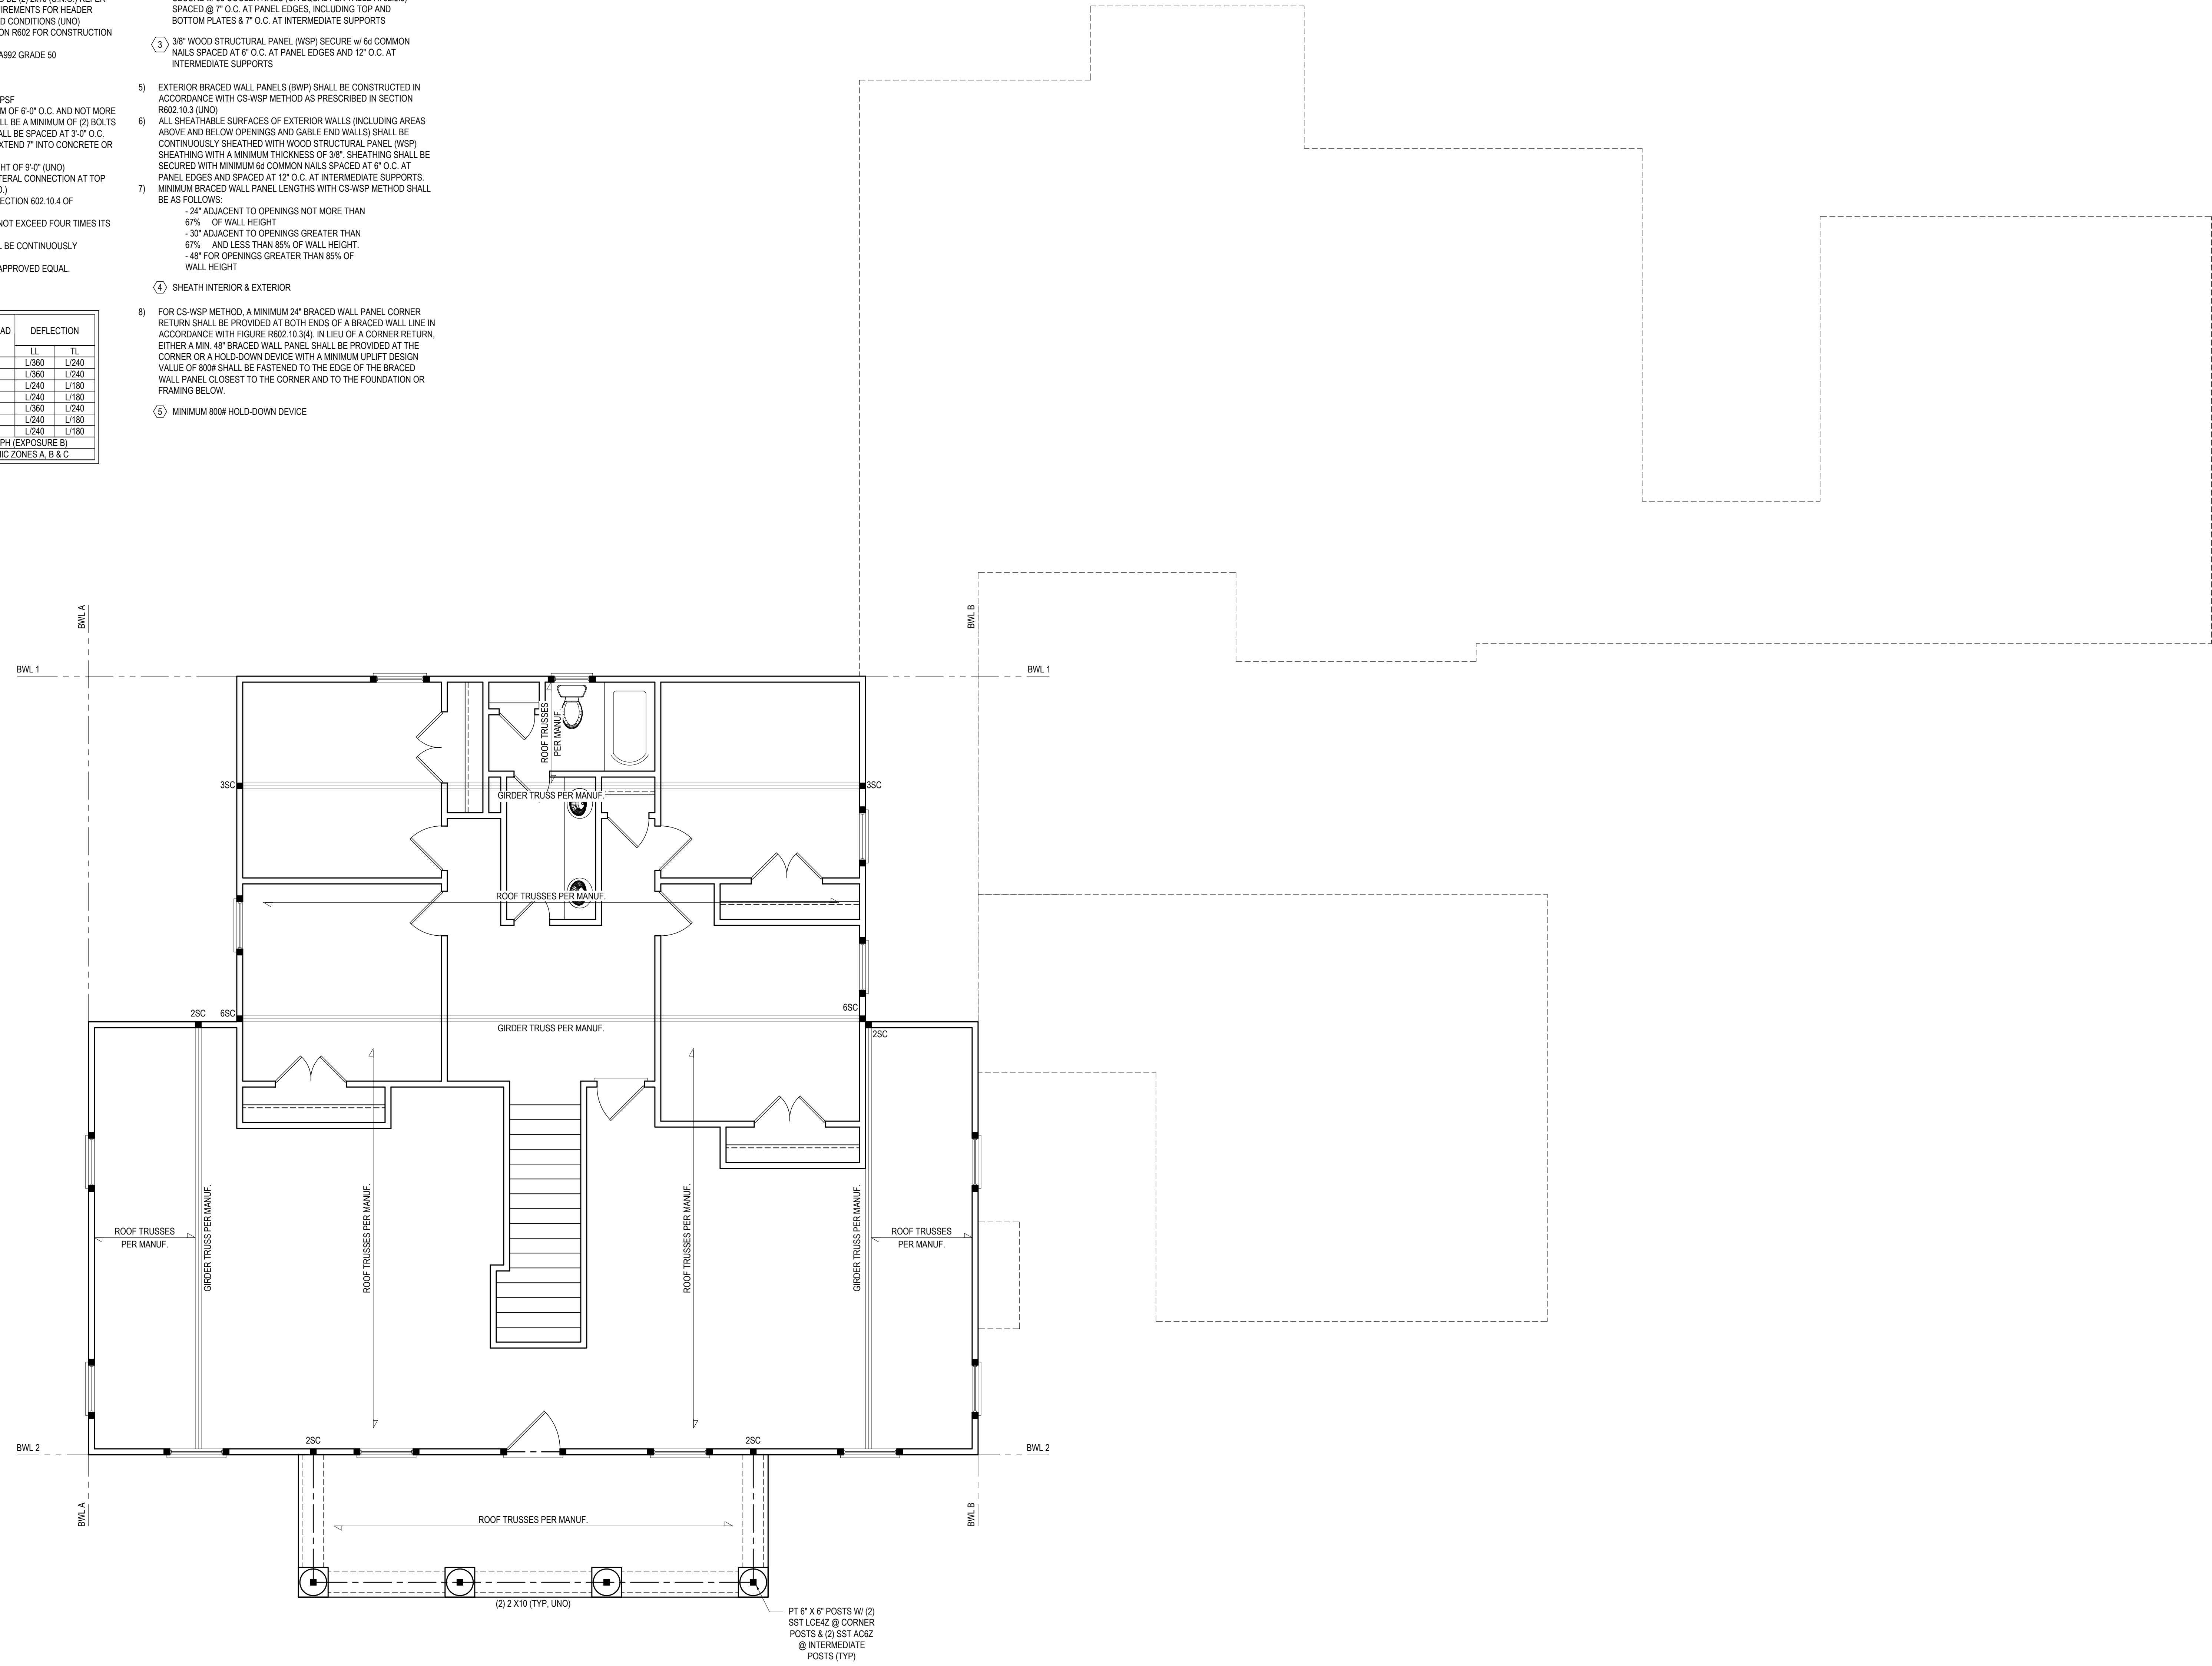 IREMENTS FOR HEADER
D CONDITIONS (UNO)
ON R602 FOR CONSTRUCTION
A992 GRADE 50
PSF
M OF 6'-0" O.C. AND NOT MORE
LL BE A MINIMUM OF (2) BOLTS
ALL BE SPACED AT 3'-0" O.C.
XTEND 7" INTO CONCRETE OR
HT OF 9'-0" (UNO)
TERAL CONNECTION AT TOP
D.)
ECTION 602.10.4 OF
NOT EXCEED FOUR TIMES ITS
L BE CONTINUOUSLY
APPROVED EQUAL.
AD DEFLECTION
LL TL
L/360 L/240
L/360 L/240
L/240 L/180
L/240 L/180
L/360 L/240
L/240 L/180
L/240 L/180
PH (EXPOSURE B)
IC ZONES A, B & C
SPACED @ 7" O.C. AT PANEL EDGES, INCLUDING TOP AND
BOTTOM PLATES & 7" O.C. AT INTERMEDIATE SUPPORTS
3 3/8" WOOD STRUCTURAL PANEL (WSP) SECURE w/ 6d COMMON
NAILS SPACED AT 6" O.C. AT PANEL EDGES AND 12" O.C. AT
INTERMEDIATE SUPPORTS
5) EXTERIOR BRACED WALL PANELS (BWP) SHALL BE CONSTRUCTED IN
ACCORDANCE WITH CS-WSP METHOD AS PRESCRIBED IN SECTION
R602.10.3 (UNO)
6) ALL SHEATHABLE SURFACES OF EXTERIOR WALLS (INCLUDING AREAS
ABOVE AND BELOW OPENINGS AND GABLE END WALLS) SHALL BE
CONTINUOUSLY SHEATHED WITH WOOD STRUCTURAL PANEL (WSP)
SHEATHING WITH A MINIMUM THICKNESS OF 3/8". SHEATHING SHALL BE
SECURED WITH MINIMUM 6d COMMON NAILS SPACED AT 6" O.C. AT
PANEL EDGES AND SPACED AT 12" O.C. AT INTERMEDIATE SUPPORTS.
7) MINIMUM BRACED WALL PANEL LENGTHS WITH CS-WSP METHOD SHALL
BE AS FOLLOWS:
- 24" ADJACENT TO OPENINGS NOT MORE THAN
67% OF WALL HEIGHT
- 30" ADJACENT TO OPENINGS GREATER THAN
67% AND LESS THAN 85% OF WALL HEIGHT.
- 48" FOR OPENINGS GREATER THAN 85% OF
WALL HEIGHT
4 SHEATH INTERIOR & EXTERIOR
8) FOR CS-WSP METHOD, A MINIMUM 24" BRACED WALL PANEL CORNER
RETURN SHALL BE PROVIDED AT BOTH ENDS OF A BRACED WALL LINE IN
ACCORDANCE WITH FIGURE R602.10.3(4). IN LIEU OF A CORNER RETURN,
EITHER A MIN. 48" BRACED WALL PANEL SHALL BE PROVIDED AT THE
CORNER OR A HOLD-DOWN DEVICE WITH A MINIMUM UPLIFT DESIGN
VALUE OF 800# SHALL BE FASTENED TO THE EDGE OF THE BRACED
WALL PANEL CLOSEST TO THE CORNER AND TO THE FOUNDATION OR
FRAMING BELOW.
5 MINIMUM 800# HOLD-DOWN DEVICE
BWL A
BWL B
BWL 1
BWL 1
ROOF TRUSSES
PER MANUF.
3SC
3SC
GIRDER TRUSS PER MANUF.
ROOF TRUSSES PER MANUF.
2SC
6SC
6SC
2SC
GIRDER TRUSS PER MANUF.
ROOF TRUSSES
PER MANUF.
GIRDER TRUSS PER MANUF.
ROOF TRUSSES PER MANUF.
ROOF TRUSSES PER MANUF.
GIRDER TRUSS PER MANUF.
ROOF TRUSSES
PER MANUF.
BWL 2
2SC
2SC
BWL 2
BWL A
BWL B
ROOF TRUSSES PER MANUF.
(2) 2 X10 (TYP, UNO)
PT 6" X 6" POSTS W/ (2)
SST LCE4Z @ CORNER
POSTS & (2) SST AC6Z
@ INTERMEDIATE
POSTS (TYP)